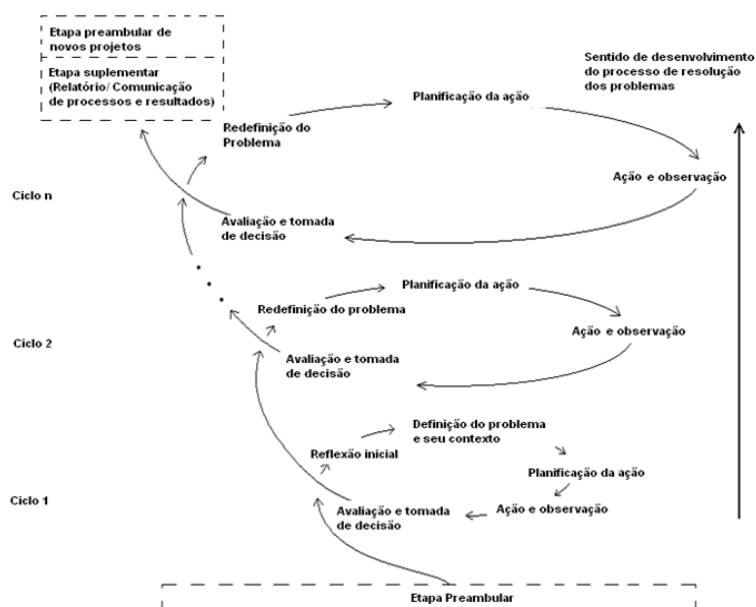 Etapa preambular de
novos projetos
Etapa suplementar
(Relatório/ Comunicação
de processos e resultados)
Sentido de desenvolvimento
do processo de resolução
dos problemas
Planificação da ação
Redefinição do
Problema
Ação e observação
Ciclo n
Avaliação e tomada
de decisão
Planificação da ação
Redefinição do problema
Ação e observação
Ciclo 2
Avaliação e tomada
de decisão
Definição do problema
e seu contexto
Reflexão inicial
Planificação da ação
Ciclo 1
Avaliação e tomada
de decisão
Ação e observação
Etapa Preambular